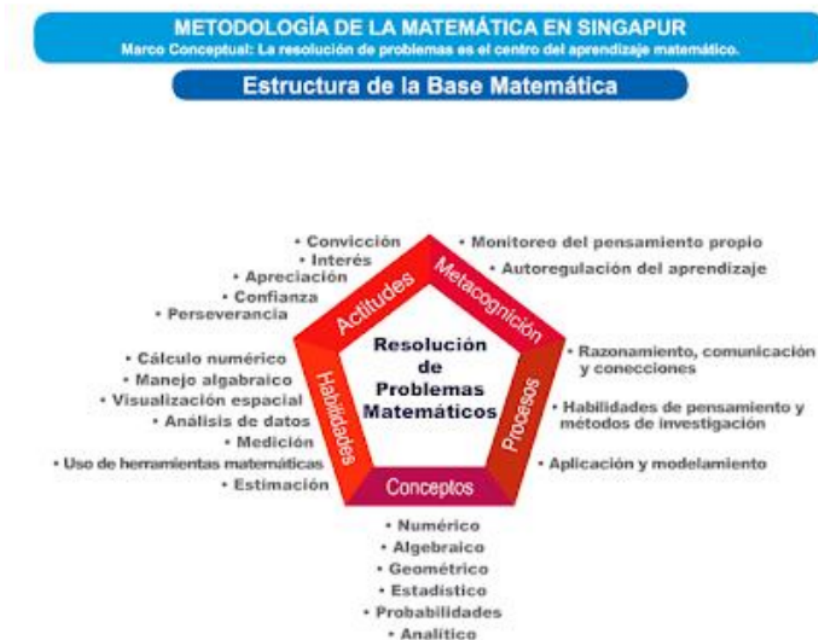 METODOLOGÍA DE LA MATEMÁTICA EN SINGAPUR
Marco Conceptual: La resolución de problemas es el centro del aprendizaje matemático.
Estructura de la Base Matemática
• Convicción
• Interés
• Apreciación
• Confianza
• Perseverancia
Actitudes
Metacognición
• Monitoreo del pensamiento propio
• Autoregulación del aprendizaje
• Cálculo numérico
• Manejo algabraico
• Visualización espacial
• Análisis de datos
• Medición
• Uso de herramientas matemáticas
• Estimación
Habilidades
Resolución
de
Problemas
Matemáticos
Procesos
• Razonamiento, comunicación
y conecciones
• Habilidades de pensamiento y
métodos de investigación
• Aplicación y modelamiento
Conceptos
• Numérico
• Algebraico
• Geométrico
• Estadístico
• Probabilidades
• Analítico